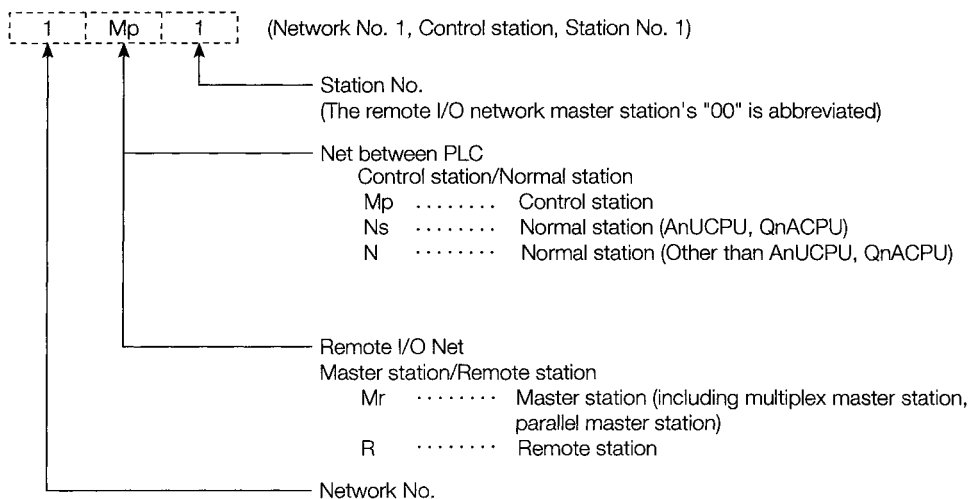 1 Mp 1 (Network No. 1, Control station, Station No. 1)
Station No.
(The remote I/O network master station's "00" is abbreviated)
Net between PLC
Control station/Normal station
Mp ........ Control station
Ns ........ Normal station (AnUCPU, QnACPU)
N ........ Normal station (Other than AnUCPU, QnACPU)
Remote I/O Net
Master station/Remote station
Mr ........ Master station (including multiplex master station,
parallel master station)
R ........ Remote station
Network No.